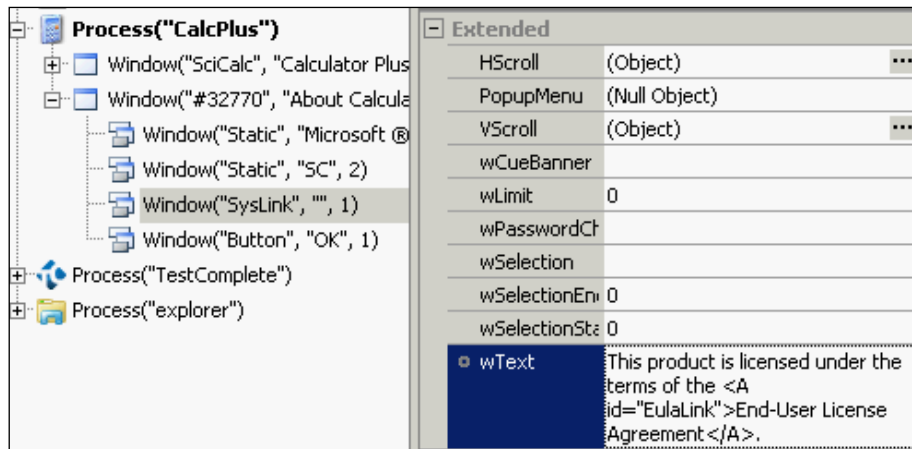 Process("CalcPlus")
Window("SciCalc", "Calculator Plus
Window("#32770", "About Calcula
Window("Static", "Microsoft ®
Window("Static", "SC", 2)
Window("SysLink", "", 1)
Window("Button", "OK", 1)
Process("TestComplete")
Process("explorer")
Extended
HScroll (Object) ...
PopupMenu (Null Object)
VScroll (Object) ...
wCueBanner
wLimit 0
wPasswordCh
wSelection
wSelectionEn 0
wSelectionSta 0
wText This product is licensed under the
terms of the <A
id="EulaLink">End-User License
Agreement</A>.